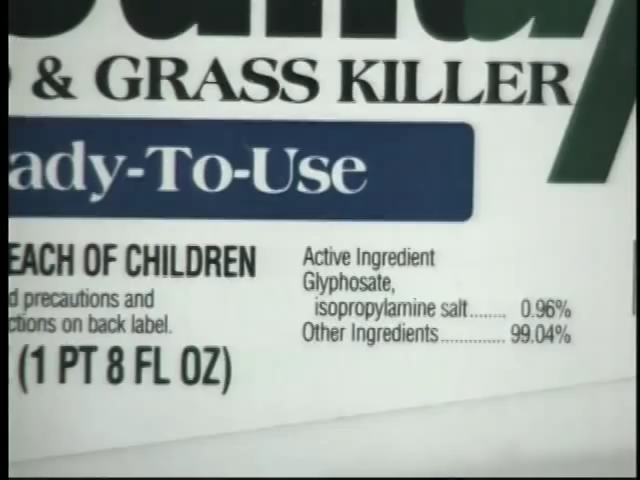 & GRASS KILLER
ady-To-Use
EACH OF CHILDREN
d precautions and
ctions on back label.
(1 PT 8 FL OZ)
Active Ingredient
Glyphosate,
isopropylamine salt........ 0.96%
Other Ingredients.............. 99.04%